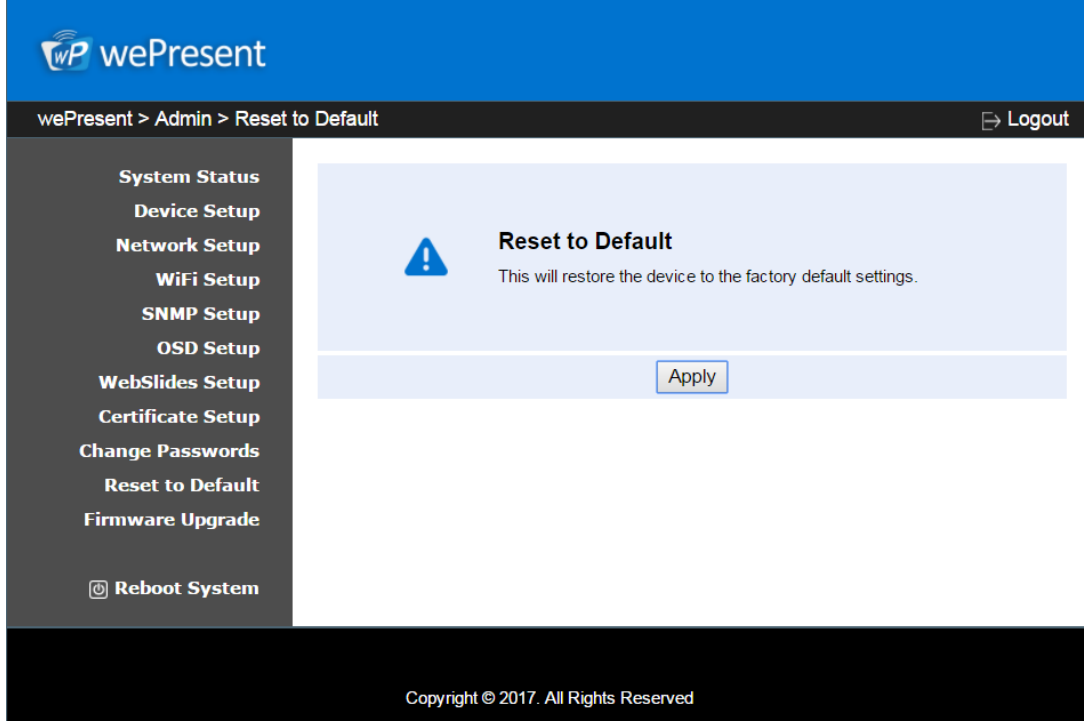 wP wePresent
wePresent > Admin > Reset to Default
Logout
System Status
Device Setup
Network Setup
WiFi Setup
SNMP Setup
OSD Setup
WebSlides Setup
Certificate Setup
Change Passwords
Reset to Default
Firmware Upgrade
Reboot System
Reset to Default
This will restore the device to the factory default settings.
Apply
Copyright © 2017. All Rights Reserved